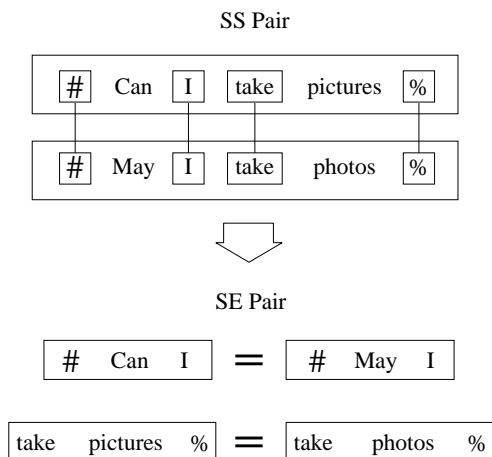 SS Pair
# Can I take pictures %
# May I take photos %
SE Pair
# Can I = # May I
take pictures % = take photos %